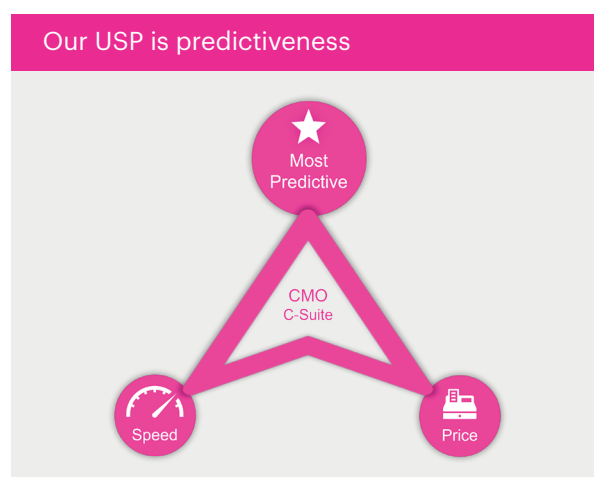 Our USP is predictiveness
Most
Predictive
CMO
C-Suite
Speed
Price